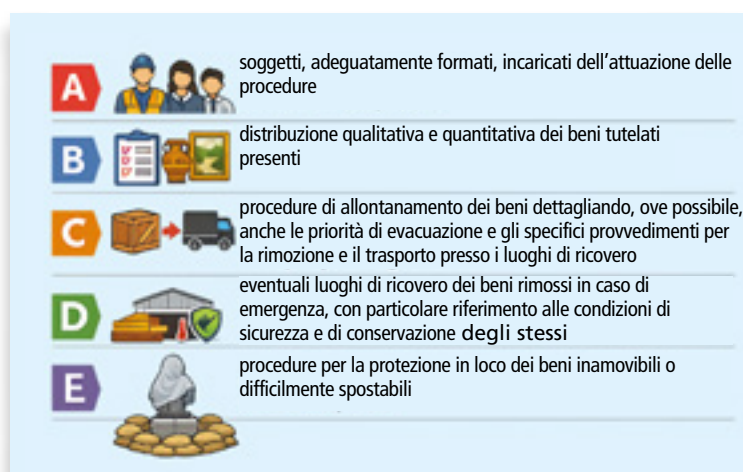 A
soggetti, adeguatamente formati, incaricati dell'attuazione delle
procedure
B
distribuzione qualitativa e quantitativa dei beni tutelati
presenti
C
procedure di allontanamento dei beni dettagliando, ove possibile,
anche le priorità di evacuazione e gli specifici provvedimenti per
la rimozione e il trasporto presso i luoghi di ricovero
D
eventuali luoghi di ricovero dei beni rimossi in caso di
emergenza, con particolare riferimento alle condizioni di
sicurezza e di conservazione degli stessi
E
procedure per la protezione in loco dei beni inamovibili o
difficilmente spostabili